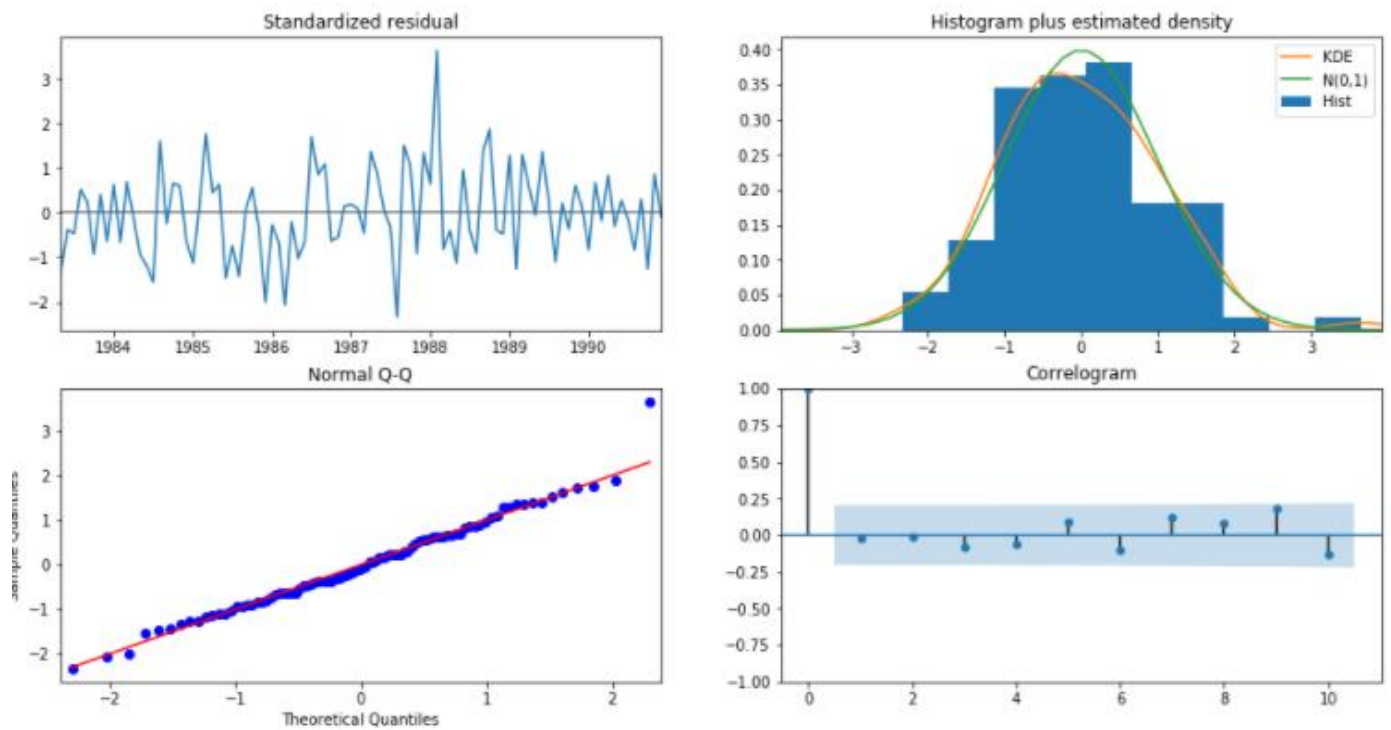 Standardized residual
3
2
1
0
−1
−2
1984 1985 1986 1987 1988 1989 1990
Histogram plus estimated density
0.40
0.35
0.30
0.25
0.20
0.15
0.10
0.05
0.00
KDE
N(0,1)
Hist
−3 −2 −1 0 1 2 3
Normal Q-Q
Sample Quantiles
3
2
1
0
−1
−2
−2 −1 0 1 2
Theoretical Quantiles
Correlogram
1.00
0.75
0.50
0.25
0.00
−0.25
−0.50
−0.75
−1.00
0 2 4 6 8 10